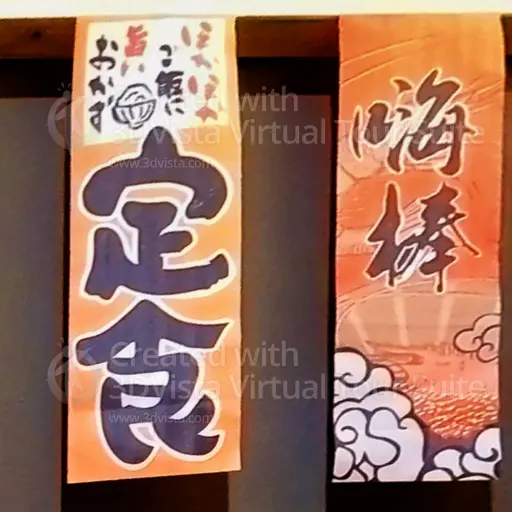 ほかほか
ご飯に
旨い
おかず
定食
嗨棒
Created with
3DVista Virtual Tour Suite
www.3dvista.com
Created with
3DVista Virtual Tour Suite
www.3dvista.com